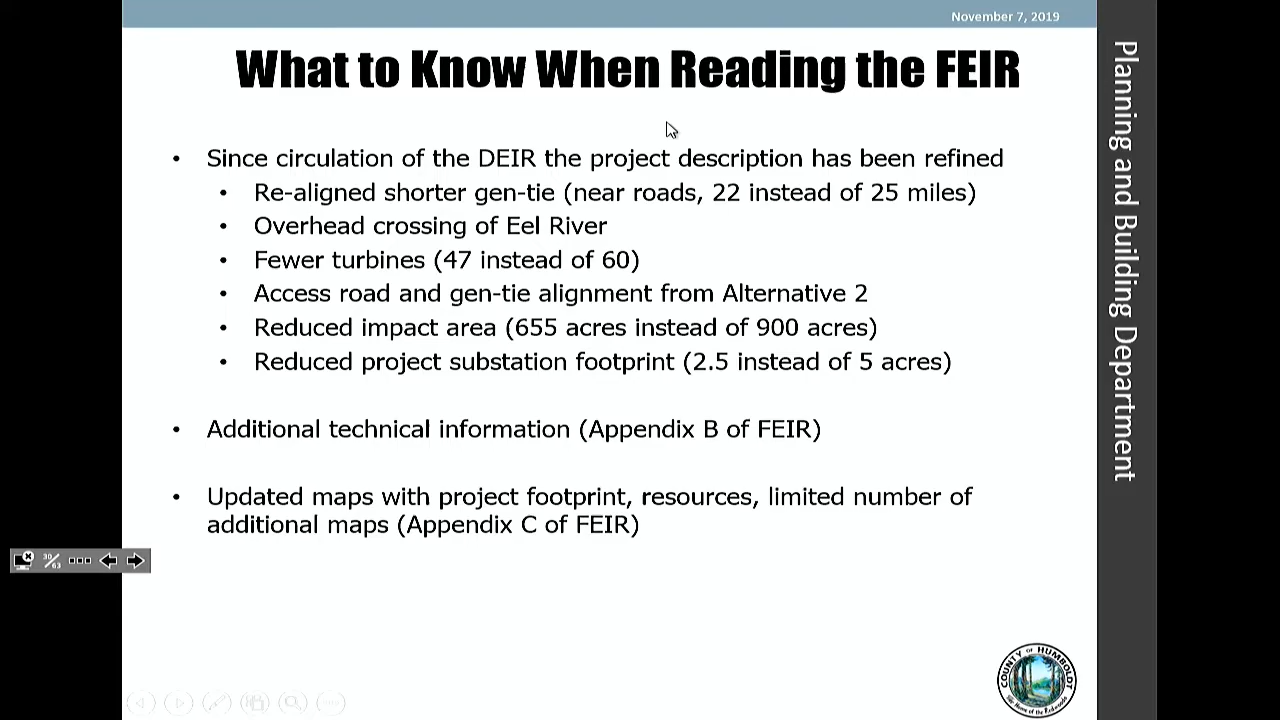 November 7, 2019
What to Know When Reading the FEIR
• Since circulation of the DEIR the project description has been refined
• Re-aligned shorter gen-tie (near roads, 22 instead of 25 miles)
• Overhead crossing of Eel River
• Fewer turbines (47 instead of 60)
• Access road and gen-tie alignment from Alternative 2
• Reduced impact area (655 acres instead of 900 acres)
• Reduced project substation footprint (2.5 instead of 5 acres)
• Additional technical information (Appendix B of FEIR)
• Updated maps with project footprint, resources, limited number of
additional maps (Appendix C of FEIR)
Planning and Building Department
30/63
COUNTY OF HUMBOLDT